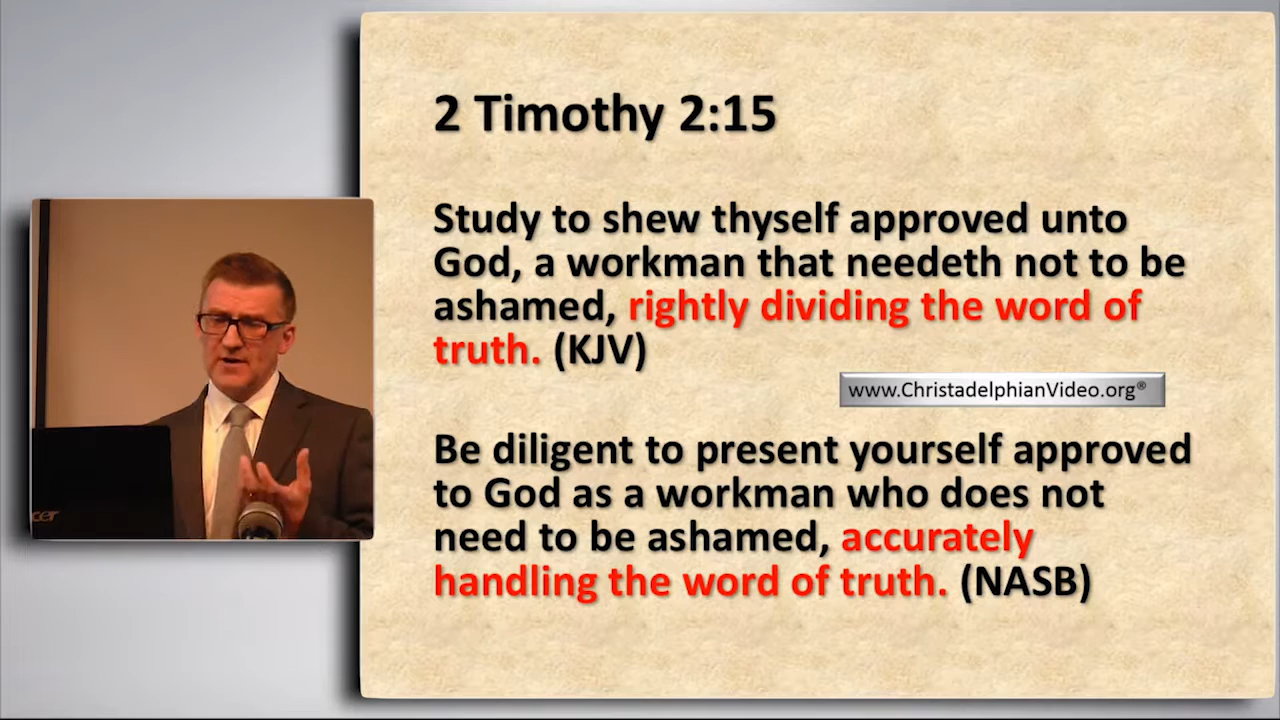 2 Timothy 2:15
Study to shew thyself approved unto
God, a workman that needeth not to be
ashamed, rightly dividing the word of
truth. (KJV)
www.ChristadelphianVideo.org®
Be diligent to present yourself approved
to God as a workman who does not
need to be ashamed, accurately
handling the word of truth. (NASB)
cer